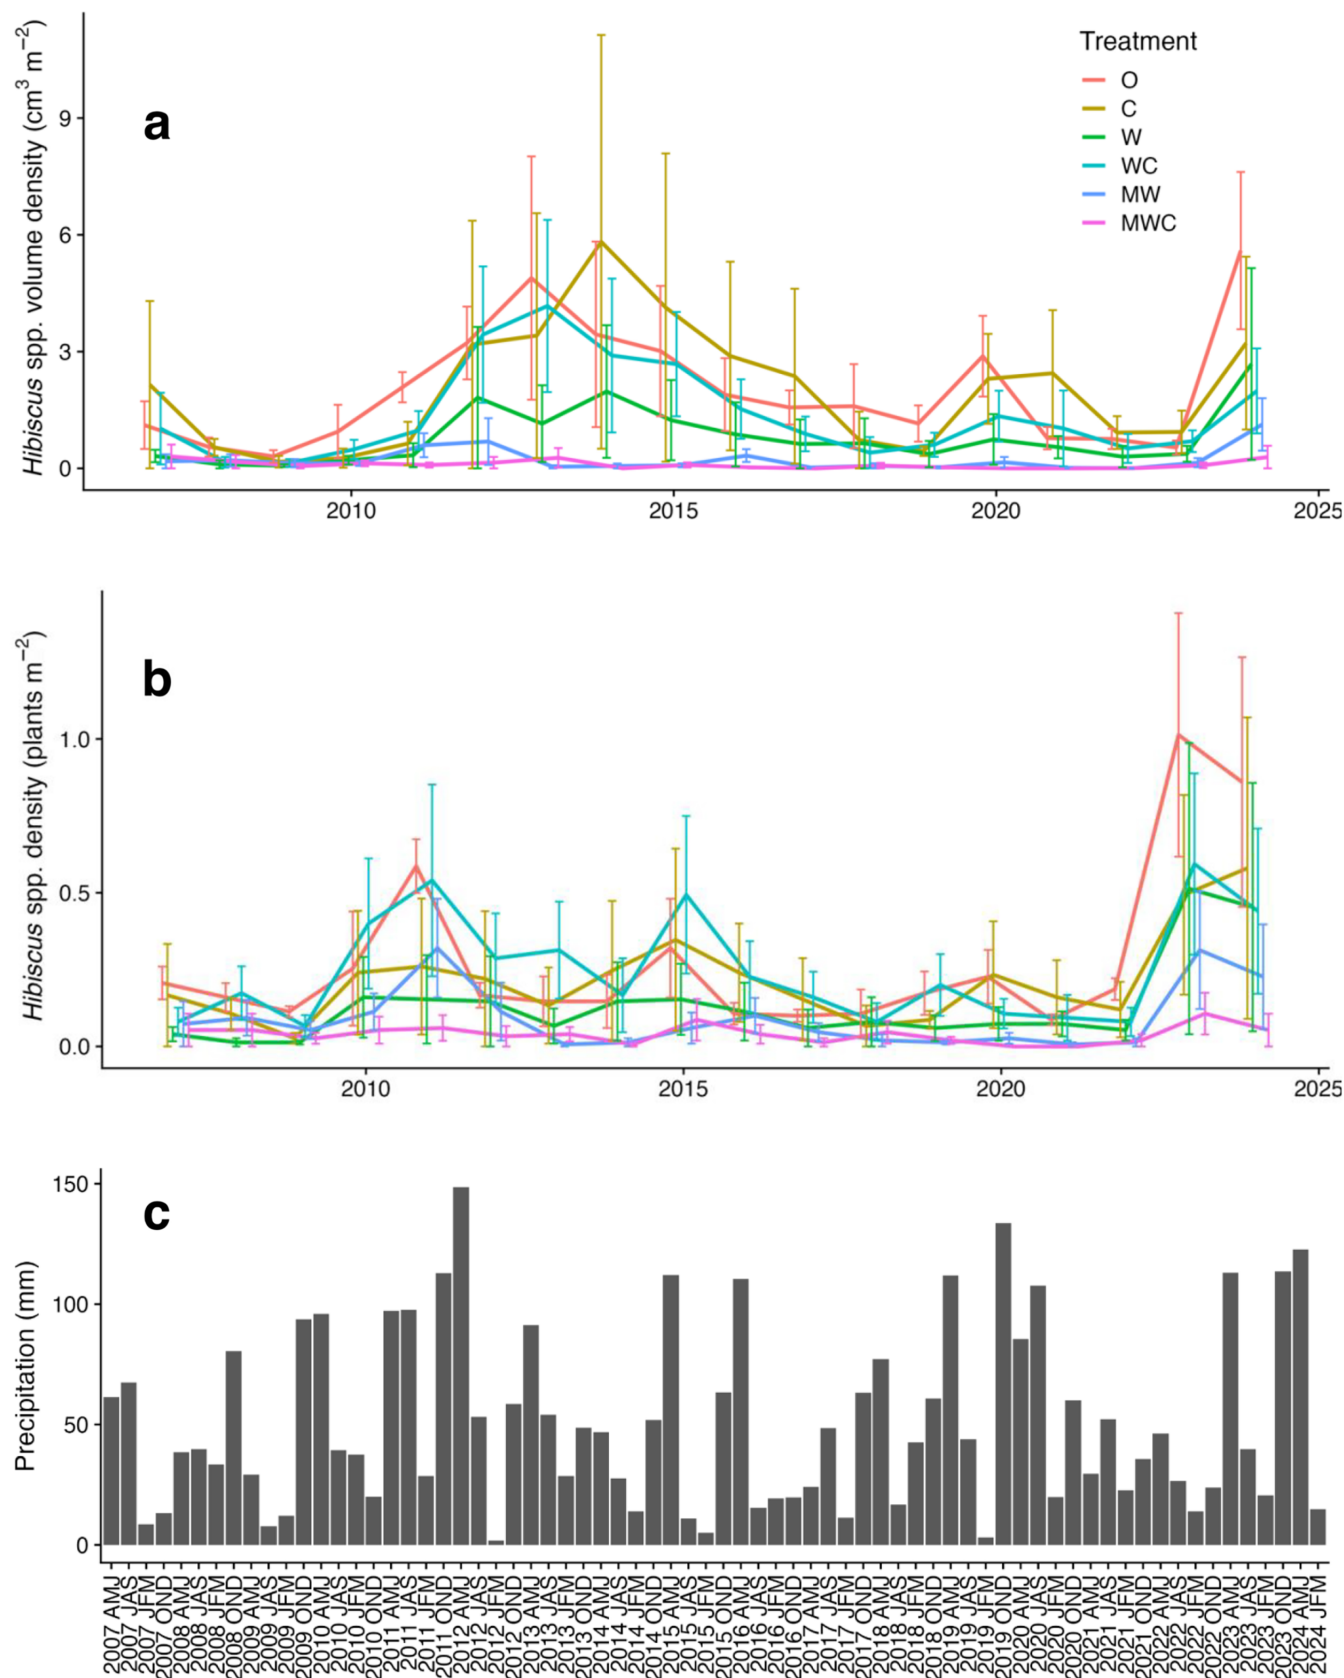 Hibiscus spp. volume density (cm³ m⁻²)
a
9
6
3
0
2010
2015
2020
2025
Treatment
O
C
W
WC
MW
MWC
Hibiscus spp. density (plants m⁻²)
b
1.0
0.5
0.0
2010
2015
2020
2025
Precipitation (mm)
c
150
100
50
0
2007 AMJ
2007 JAS
2007 JFM
2007 OND
2008 AMJ
2008 JAS
2008 JFM
2008 OND
2009 AMJ
2009 JAS
2009 JFM
2009 OND
2010 AMJ
2010 JAS
2010 JFM
2010 OND
2011 AMJ
2011 JAS
2011 JFM
2011 OND
2012 AMJ
2012 JAS
2012 JFM
2012 OND
2013 AMJ
2013 JAS
2013 JFM
2013 OND
2014 AMJ
2014 JAS
2014 JFM
2014 OND
2015 AMJ
2015 JAS
2015 JFM
2015 OND
2016 AMJ
2016 JAS
2016 JFM
2016 OND
2017 AMJ
2017 JAS
2017 JFM
2017 OND
2018 AMJ
2018 JAS
2018 JFM
2018 OND
2019 AMJ
2019 JAS
2019 JFM
2019 OND
2020 AMJ
2020 JAS
2020 JFM
2020 OND
2021 AMJ
2021 JAS
2021 JFM
2021 OND
2022 AMJ
2022 JAS
2022 JFM
2022 OND
2023 AMJ
2023 JAS
2023 JFM
2023 OND
2024 AMJ
2024 JFM